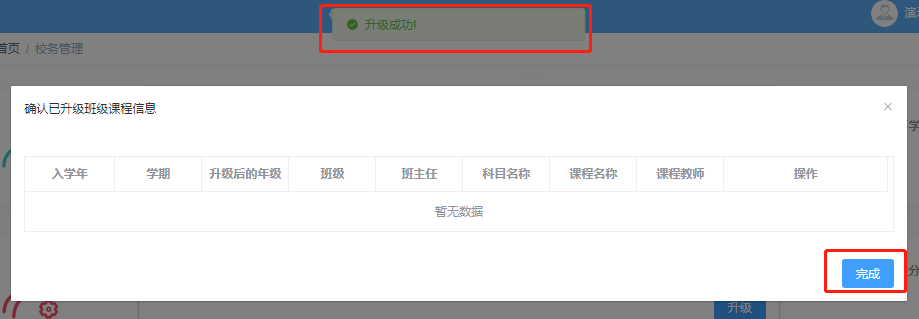 升级成功!
演
首页 / 校务管理
确认已升级班级课程信息
学
入学年 学期 升级后的年级 班级 班主任 科目名称 课程名称 课程教师 操作
暂无数据
完成
分
升级